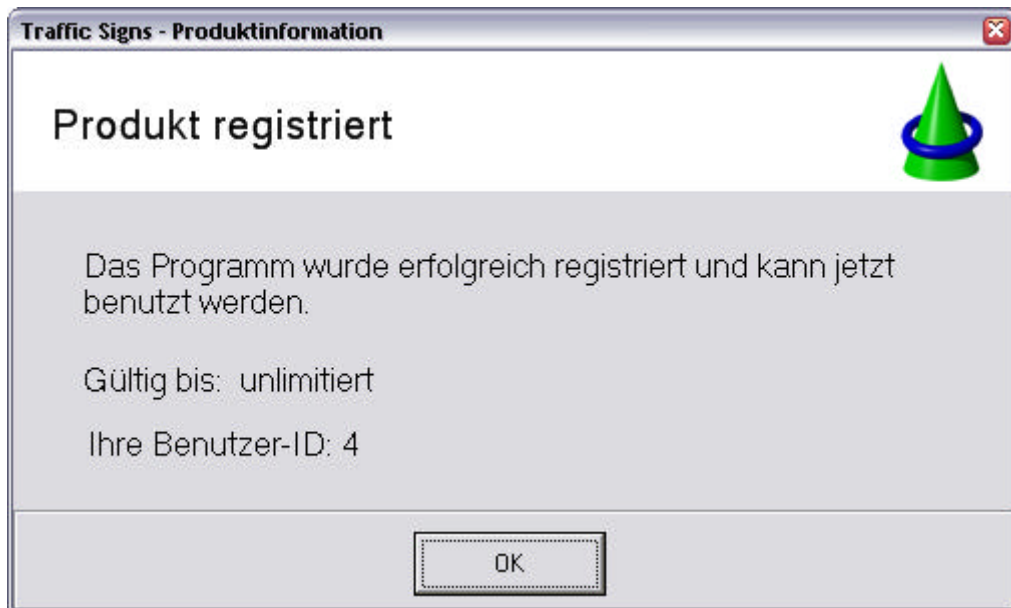 Traffic Signs - Produktinformation
Produkt registriert
Das Programm wurde erfolgreich registriert und kann jetzt
benutzt werden.
Gültig bis: unlimitiert
Ihre Benutzer-ID: 4
OK